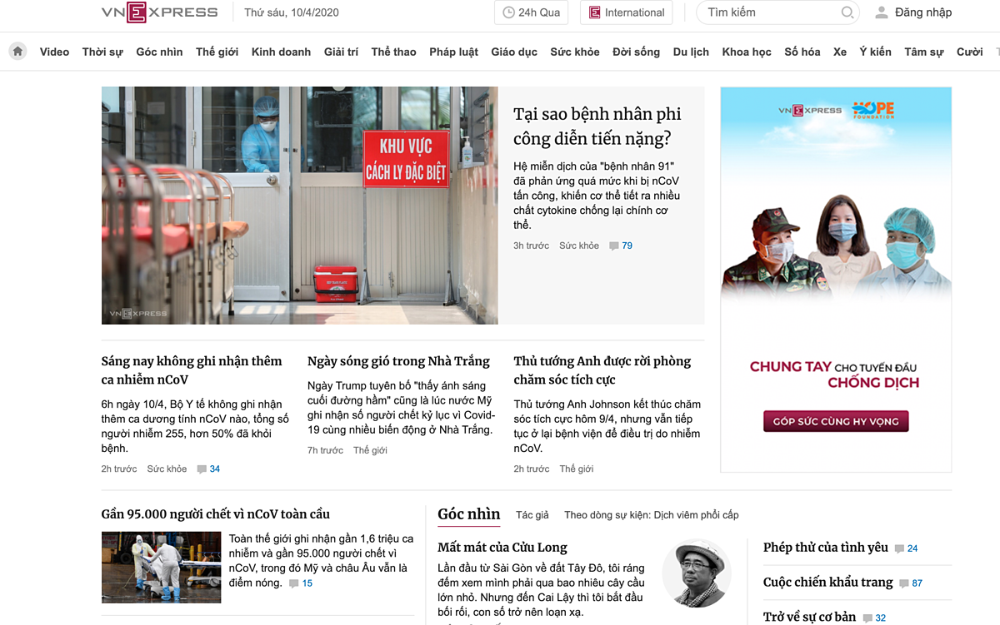 VNEXPRESS
Thứ sáu, 10/4/2020
24h Qua
International
Tìm kiếm
Đăng nhập
Video Thời sự Góc nhìn Thế giới Kinh doanh Giải trí Thể thao Pháp luật Giáo dục Sức khỏe Đời sống Du lịch Khoa học Số hóa Xe Ý kiến Tâm sự Cười
KHU VỰC
CÁCH LY ĐẶC BIỆT
VNEXPRESS
Tại sao bệnh nhân phi
công diễn tiến nặng?
Hệ miễn dịch của "bệnh nhân 91"
đã phản ứng quá mức khi bị nCoV
tấn công, khiến cơ thể tiết ra nhiều
chất cytokine chống lại chính cơ
thể.
3h trước Sức khỏe 79
VNEXPRESS HOPE
FOUNDATION
CHUNG TAY CHO TUYẾN ĐẦU
CHỐNG DỊCH
GÓP SỨC CÙNG HY VỌNG
Sáng nay không ghi nhận thêm
ca nhiễm nCoV
6h ngày 10/4, Bộ Y tế không ghi nhận
thêm ca dương tính nCoV nào, tổng số
người nhiễm 255, hơn 50% đã khỏi
bệnh.
2h trước Sức khỏe 34
Ngày sóng gió trong Nhà Trắng
Ngày Trump tuyên bố "thấy ánh sáng
cuối đường hầm" cũng là lúc nước Mỹ
ghi nhận số người chết kỷ lục vì Covid-
19 cùng nhiều biến động ở Nhà Trắng.
7h trước Thế giới
Thủ tướng Anh được rời phòng
chăm sóc tích cực
Thủ tướng Anh Johnson kết thúc chăm
sóc tích cực hôm 9/4, nhưng vẫn tiếp
tục ở lại bệnh viện để điều trị do nhiễm
nCoV.
2h trước Thế giới
Gần 95.000 người chết vì nCoV toàn cầu
Toàn thế giới ghi nhận gần 1,6 triệu ca
nhiễm và gần 95.000 người chết vì
nCoV, trong đó Mỹ và châu Âu vẫn là
điểm nóng. 15
Góc nhìn Tác giả Theo dòng sự kiện: Dịch viêm phổi cấp
Mất mát của Cửu Long
Lần đầu từ Sài Gòn về đất Tây Đô, tôi ráng
đếm xem mình phải qua bao nhiêu cây cầu
lớn nhỏ. Nhưng đến Cai Lậy thì tôi bắt đầu
bối rối, con số trở nên loạn xạ.
Phép thử của tình yêu 24
Cuộc chiến khẩu trang 87
Trở về sự cơ bản 32